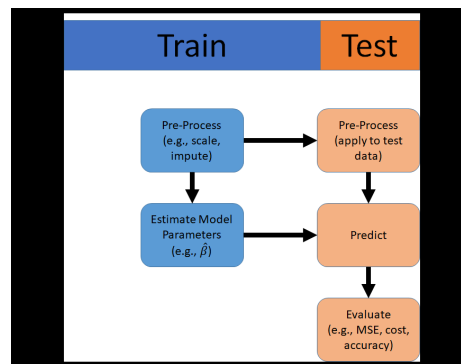 Train
Test
Pre-Process
(e.g., scale,
impute)
Pre-Process
(apply to test
data)
Estimate Model
Parameters
(e.g., β̂)
Predict
Evaluate
(e.g., MSE, cost,
accuracy)